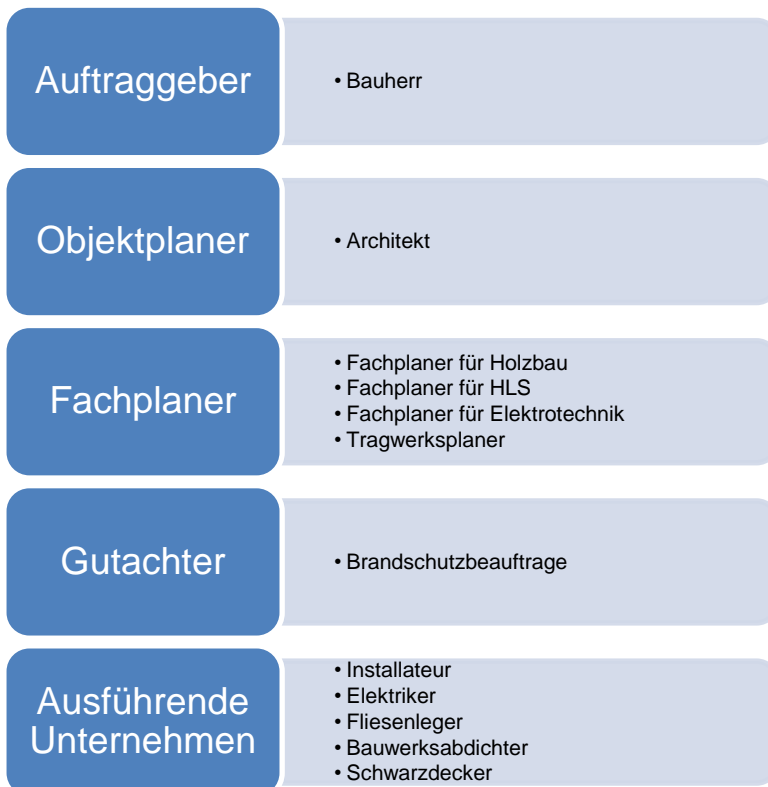 Auftraggeber
• Bauherr
Objektplaner
• Architekt
Fachplaner
• Fachplaner für Holzbau
• Fachplaner für HLS
• Fachplaner für Elektrotechnik
• Tragwerksplaner
Gutachter
• Brandschutzbeauftrage
Ausführende
Unternehmen
• Installateur
• Elektriker
• Fliesenleger
• Bauwerksabdichter
• Schwarzdecker